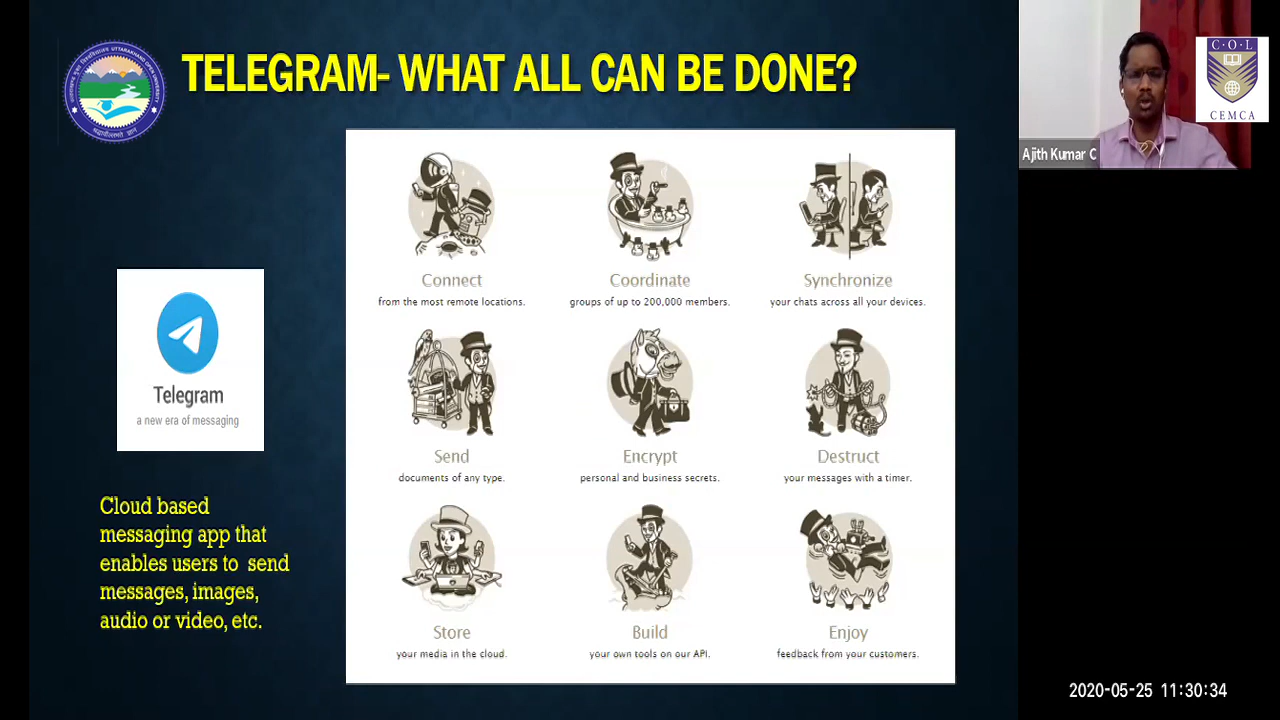 TELEGRAM- WHAT ALL CAN BE DONE?
C·O·L
CEMCA
Ajith Kumar C
Connect
from the most remote locations.
Coordinate
groups of up to 200,000 members.
Synchronize
your chats across all your devices.
Telegram
a new era of messaging
Send
documents of any type.
Encrypt
personal and business secrets.
Destruct
your messages with a timer.
Cloud based
messaging app that
enables users to send
messages, images,
audio or video, etc.
Store
your media in the cloud.
Build
your own tools on our API.
Enjoy
feedback from your customers.
2020-05-25 11:30:34